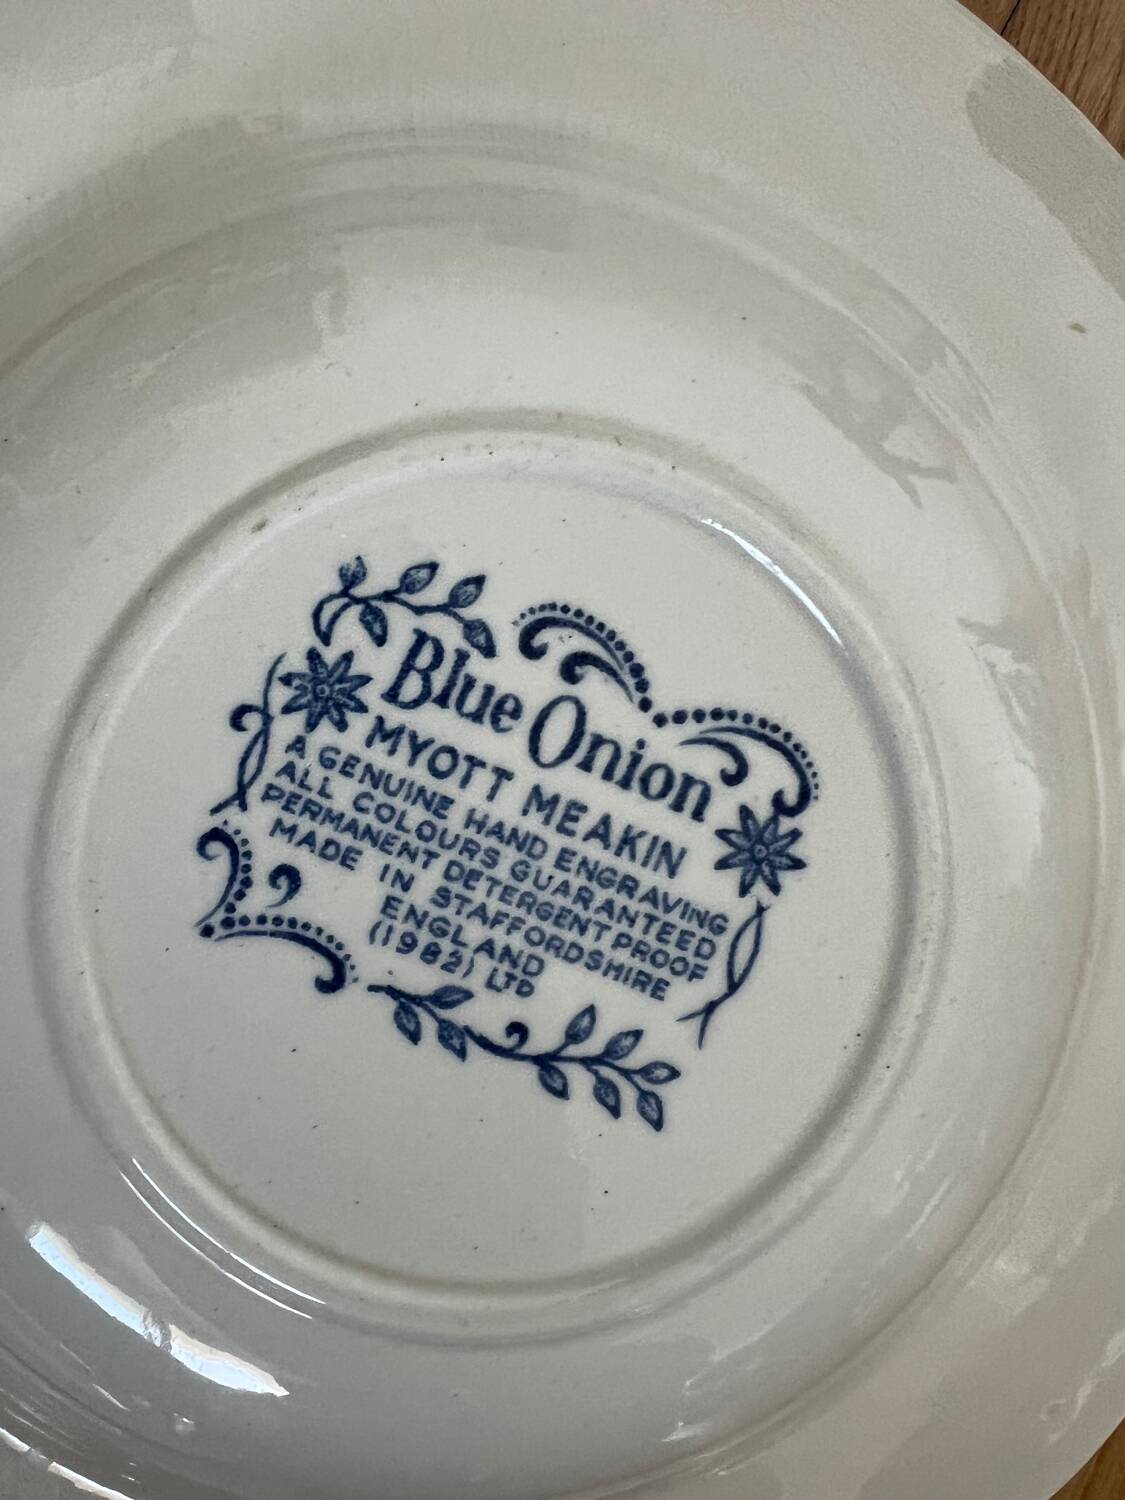 Blue Onion
MYOTT MEAKIN
A GENUINE HAND ENGRAVING
ALL COLOURS GUARANTEED
PERMANENT DETERGENT PROOF
MADE IN STAFFORDSHIRE
ENGLAND
(1982) LTD